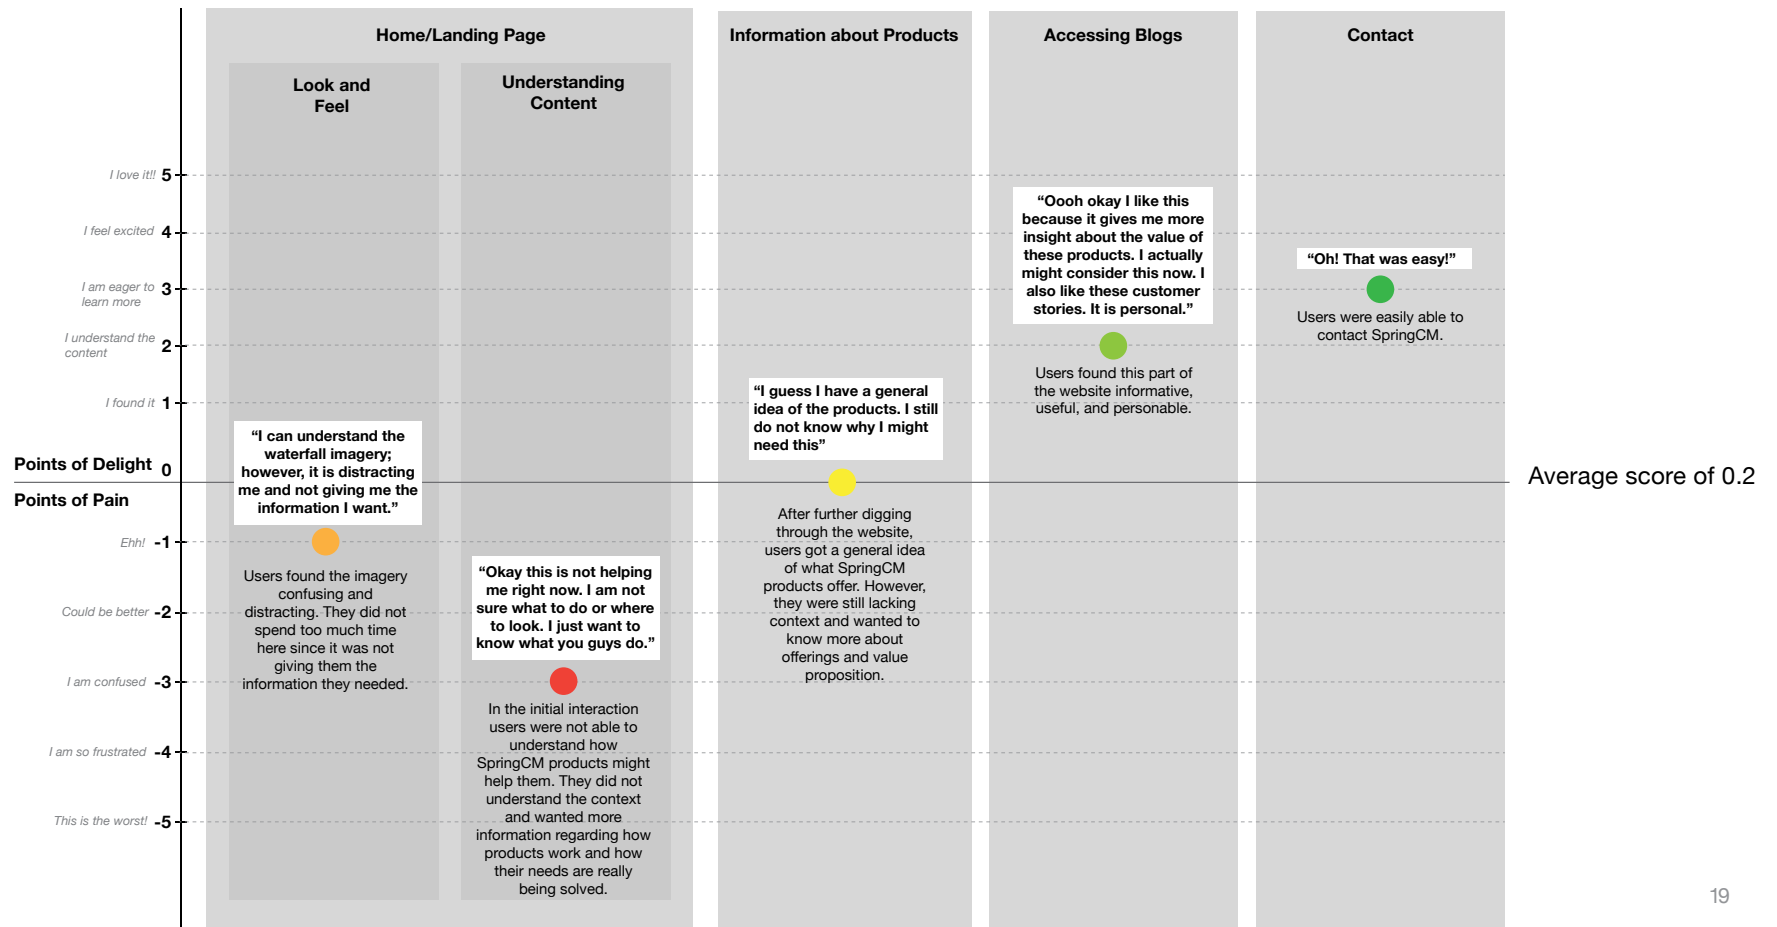 Home/Landing Page
Information about Products
Accessing Blogs
Contact
Look and
Feel
Understanding
Content
I love it!! 5
I feel excited 4
I am eager to
learn more
3
I understand the
content
2
I found it 1
Points of Delight 0
Points of Pain
Ehh! -1
Could be better -2
I am confused -3
I am so frustrated -4
This is the worst! -5
“I can understand the
waterfall imagery;
however, it is distracting
me and not giving me the
information I want.”
Users found the imagery
confusing and
distracting. They did not
spend too much time
here since it was not
giving them the
information they needed.
“Okay this is not helping
me right now. I am not
sure what to do or where
to look. I just want to
know what you guys do.”
In the initial interaction
users were not able to
understand how
SpringCM products might
help them. They did not
understand the context
and wanted more
information regarding how
products work and how
their needs are really
being solved.
“I guess I have a general
idea of the products. I still
do not know why I might
need this”
After further digging
through the website,
users got a general idea
of what SpringCM
products offer. However,
they were still lacking
context and wanted to
know more about
offerings and value
proposition.
“Oooh okay I like this
because it gives me more
insight about the value of
these products. I actually
might consider this now. I
also like these customer
stories. It is personal.”
Users found this part of
the website informative,
useful, and personable.
“Oh! That was easy!”
Users were easily able to
contact SpringCM.
Average score of 0.2
19